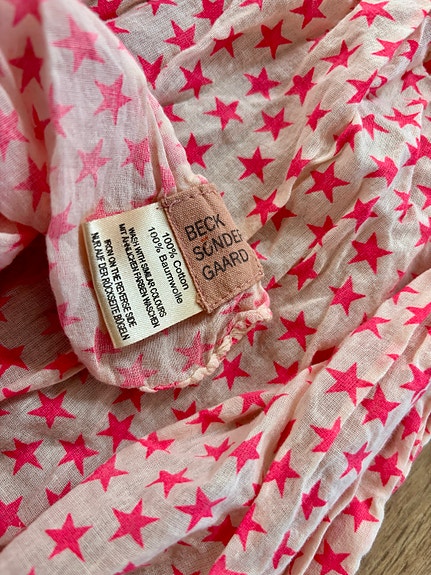 BECK
SÖNDER
GAARD
100% Cotton
100% Baumwolle
WASH WITH SIMILAR COLOURS
MIT ÄHNLICHEN FARBEN WASCHEN
IRON ON THE REVERSE SIDE
NUR AUF DER RÜCKSEITE BÜGELN